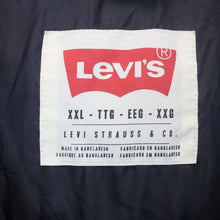 LEVI'S®
XXL - TTG - EEG - XXG
LEVI STRAUSS & CO.
MADE IN BANGLADESH FABRICADO EN BANGLADESH
FABRIQUÉ AU BANGLADESH FABRICADO EM BANGLADESH